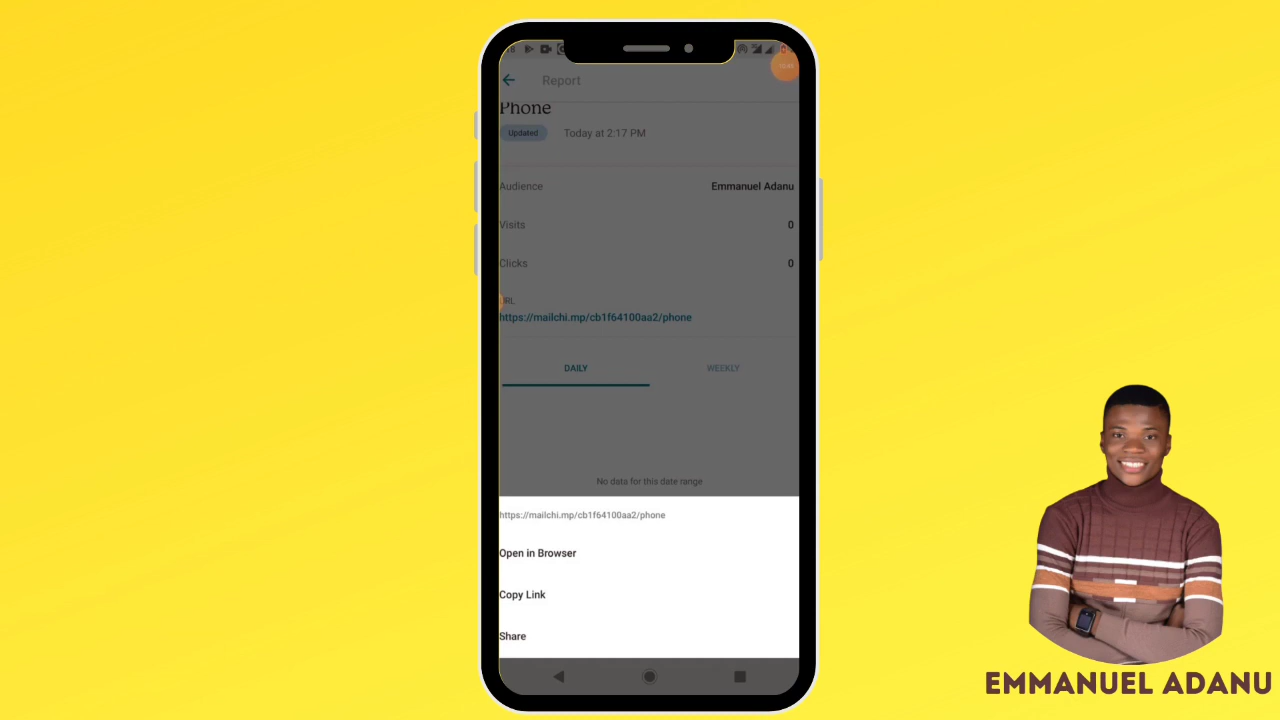 Report
Phone
Updated Today at 2:17 PM
Audience Emmanuel Adanu
Visits 0
Clicks 0
URL
https://mailchi.mp/cb1f64100aa2/phone
DAILY WEEKLY
No data for this date range
https://mailchi.mp/cb1f64100aa2/phone
Open in Browser
Copy Link
Share
EMMANUEL ADANU